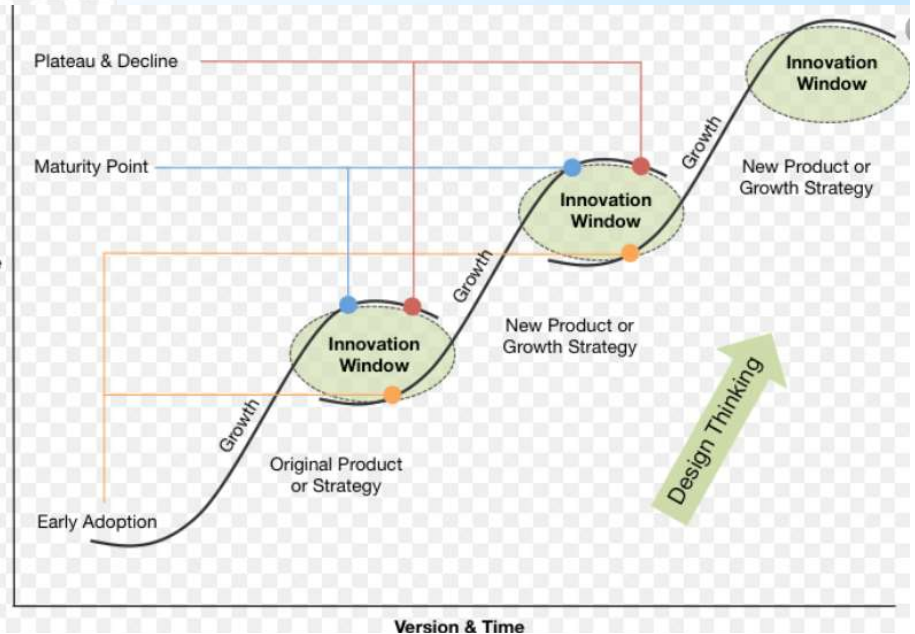 Plateau & Decline
Maturity Point
Early Adoption
Growth
Innovation
Window
Original Product
or Strategy
Growth
Innovation
Window
New Product or
Growth Strategy
Growth
Innovation
Window
New Product or
Growth Strategy
Design Thinking
Version & Time